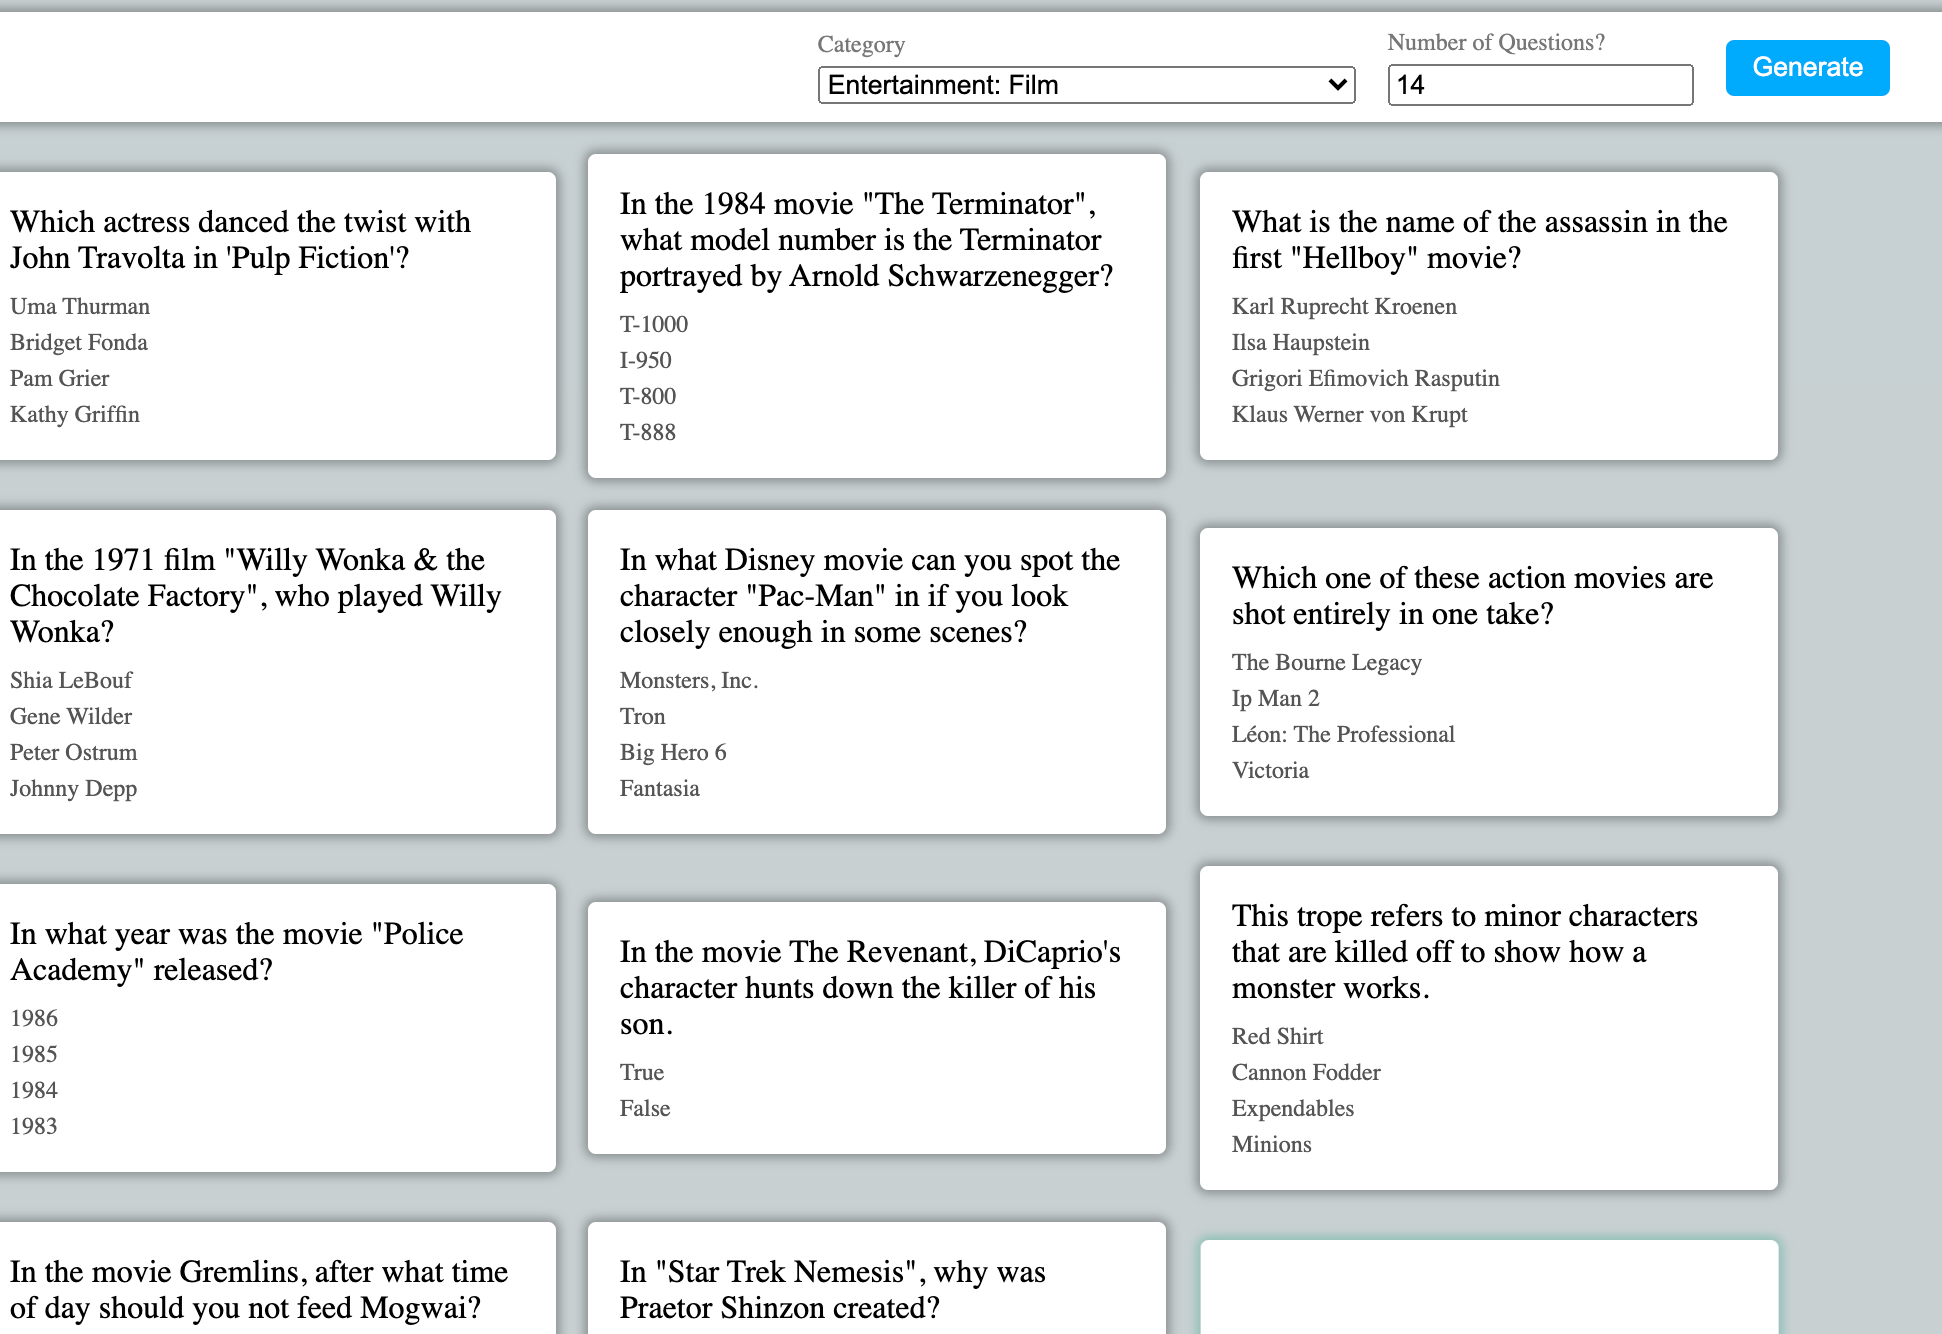 Category
Entertainment: Film
Number of Questions?
14
Generate
Which actress danced the twist with
John Travolta in 'Pulp Fiction'?
Uma Thurman
Bridget Fonda
Pam Grier
Kathy Griffin
In the 1984 movie "The Terminator",
what model number is the Terminator
portrayed by Arnold Schwarzenegger?
T-1000
I-950
T-800
T-888
What is the name of the assassin in the
first "Hellboy" movie?
Karl Ruprecht Kroenen
Ilsa Haupstein
Grigori Efimovich Rasputin
Klaus Werner von Krupt
In the 1971 film "Willy Wonka & the
Chocolate Factory", who played Willy
Wonka?
Shia LeBouf
Gene Wilder
Peter Ostrum
Johnny Depp
In what Disney movie can you spot the
character "Pac-Man" in if you look
closely enough in some scenes?
Monsters, Inc.
Tron
Big Hero 6
Fantasia
Which one of these action movies are
shot entirely in one take?
The Bourne Legacy
Ip Man 2
Léon: The Professional
Victoria
In what year was the movie "Police
Academy" released?
1986
1985
1984
1983
In the movie The Revenant, DiCaprio's
character hunts down the killer of his
son.
True
False
This trope refers to minor characters
that are killed off to show how a
monster works.
Red Shirt
Cannon Fodder
Expendables
Minions
In the movie Gremlins, after what time
of day should you not feed Mogwai?
In "Star Trek Nemesis", why was
Praetor Shinzon created?